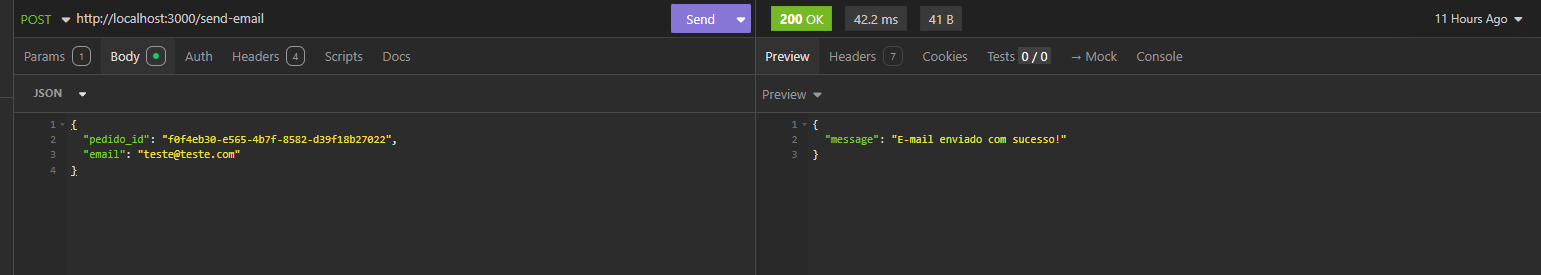 POST http://localhost:3000/send-email Send
Params 1 Body Auth Headers 4 Scripts Docs
JSON
1 {
2 "pedido_id": "f0f4eb30-e565-4b7f-8582-d39f18b27022",
3 "email": "teste@teste.com"
4 }
200 OK 42.2 ms 41 B 11 Hours Ago
Preview Headers 7 Cookies Tests 0 / 0 → Mock Console
Preview
1 {
2 "message": "E-mail enviado com sucesso!"
3 }